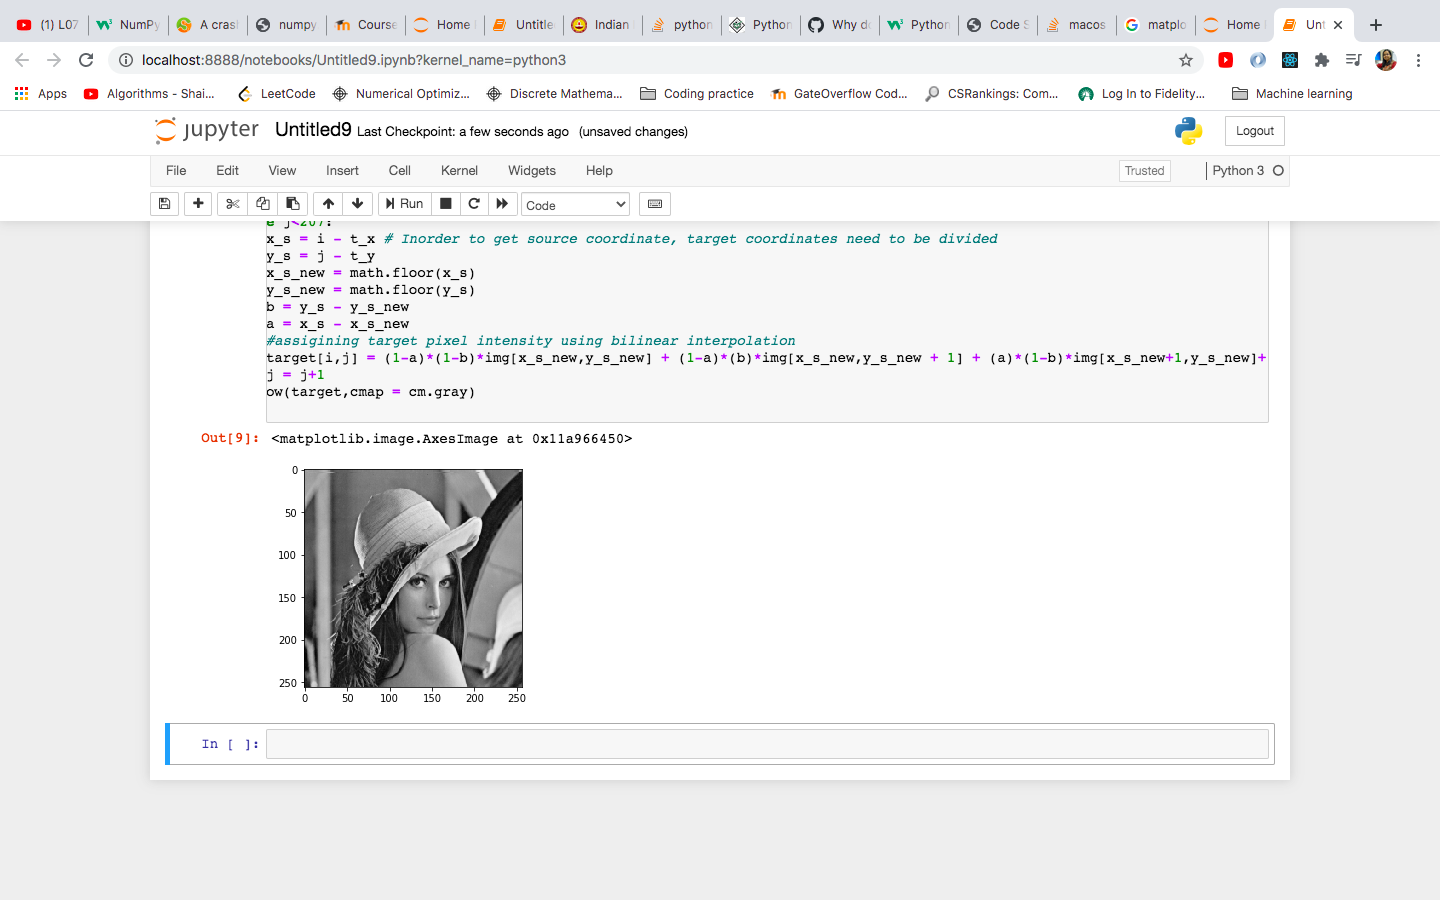 (1) L07 NumPy A cras numpy Course Home Untitle Indian python Python Why do Python Code S macos matplo Home Unt
localhost:8888/notebooks/Untitled9.ipynb?kernel_name=python3
Apps Algorithms - Shai... LeetCode Numerical Optimiz... Discrete Mathema... Coding practice GateOverflow Cod... CSRankings: Com... Log In to Fidelity... Machine learning
jupyter Untitled9 Last Checkpoint: a few seconds ago (unsaved changes) Logout
File Edit View Insert Cell Kernel Widgets Help Trusted Python 3
Run Code
e j<207:
x_s = i - t_x # Inorder to get source coordinate, target coordinates need to be divided
y_s = j - t_y
x_s_new = math.floor(x_s)
y_s_new = math.floor(y_s)
b = y_s - y_s_new
a = x_s - x_s_new
#assigining target pixel intensity using bilinear interpolation
target[i,j] = (1-a)*(1-b)*img[x_s_new,y_s_new] + (1-a)*(b)*img[x_s_new,y_s_new + 1] + (a)*(1-b)*img[x_s_new+1,y_s_new]+
j = j+1
ow(target,cmap = cm.gray)
Out[9]: <matplotlib.image.AxesImage at 0x11a966450>
0
50
100
150
200
250
0 50 100 150 200 250
In [ ]: